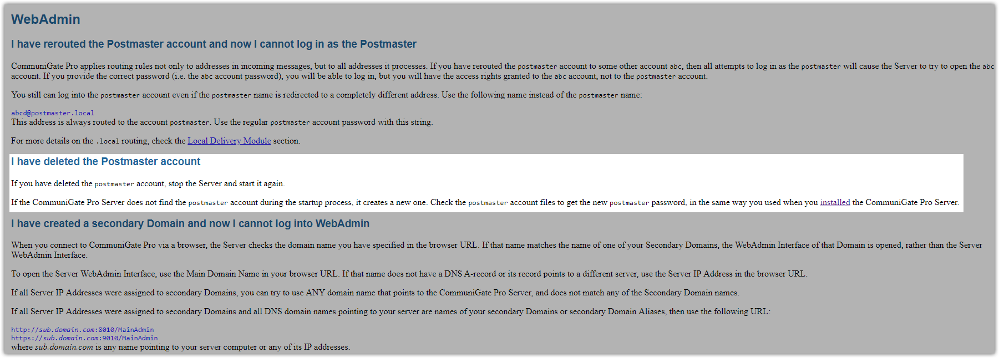 WebAdmin
I have rerouted the Postmaster account and now I cannot log in as the Postmaster
CommuniGate Pro applies routing rules not only to addresses in incoming messages, but to all addresses it processes. If you have rerouted the postmaster account to some other account abc, then all attempts to log in as the postmaster will cause the Server to try to open the abc
account. If you provide the correct password (i.e. the abc account password), you will be able to log in, but you will have the access rights granted to the abc account, not to the postmaster account.
You still can log into the postmaster account even if the postmaster name is redirected to a completely different address. Use the following name instead of the postmaster name:
abcd@postmaster.local
This address is always routed to the account postmaster. Use the regular postmaster account password with this string.
For more details on the .local routing, check the Local Delivery Module section.
I have deleted the Postmaster account
If you have deleted the postmaster account, stop the Server and start it again.
If the CommuniGate Pro Server does not find the postmaster account during the startup process, it creates a new one. Check the postmaster account files to get the new postmaster password, in the same way you used when you installed the CommuniGate Pro Server.
I have created a secondary Domain and now I cannot log into WebAdmin
When you connect to CommuniGate Pro via a browser, the Server checks the domain name you have specified in the browser URL. If that name matches the name of one of your Secondary Domains, the WebAdmin Interface of that Domain is opened, rather than the Server
WebAdmin Interface.
To open the Server WebAdmin Interface, use the Main Domain Name in your browser URL. If that name does not have a DNS A-record or its record points to a different server, use the Server IP Address in the browser URL.
If all Server IP Addresses were assigned to secondary Domains, you can try to use ANY domain name that points to the CommuniGate Pro Server, and does not match any of the Secondary Domain names.
If all Server IP Addresses were assigned to secondary Domains and all DNS domain names pointing to your server are names of your secondary Domains or secondary Domain Aliases, then use the following URL:
http://sub.domain.com:8010/MainAdmin
https://sub.domain.com:9010/MainAdmin
where sub.domain.com is any name pointing to your server computer or any of its IP addresses.